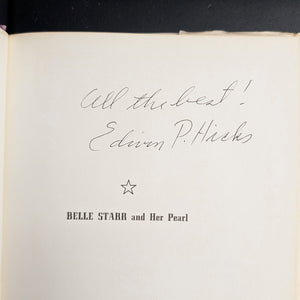 All the best!
Edwin P. Hicks
BELLE STARR and Her Pearl